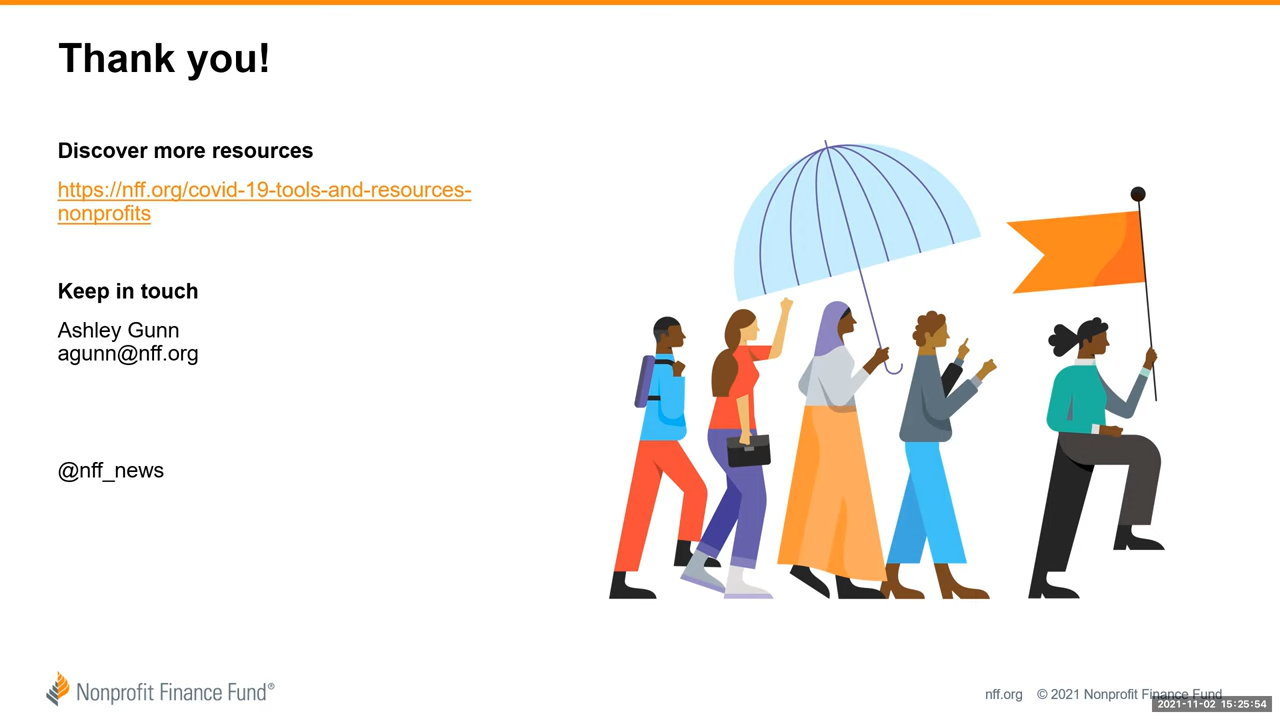 Thank you!
Discover more resources
https://nff.org/covid-19-tools-and-resources-
nonprofits
Keep in touch
Ashley Gunn
agunn@nff.org
@nff_news
Nonprofit Finance Fund®
nff.org © 2021 Nonprofit Finance Fund
2021-11-02 15:25:54